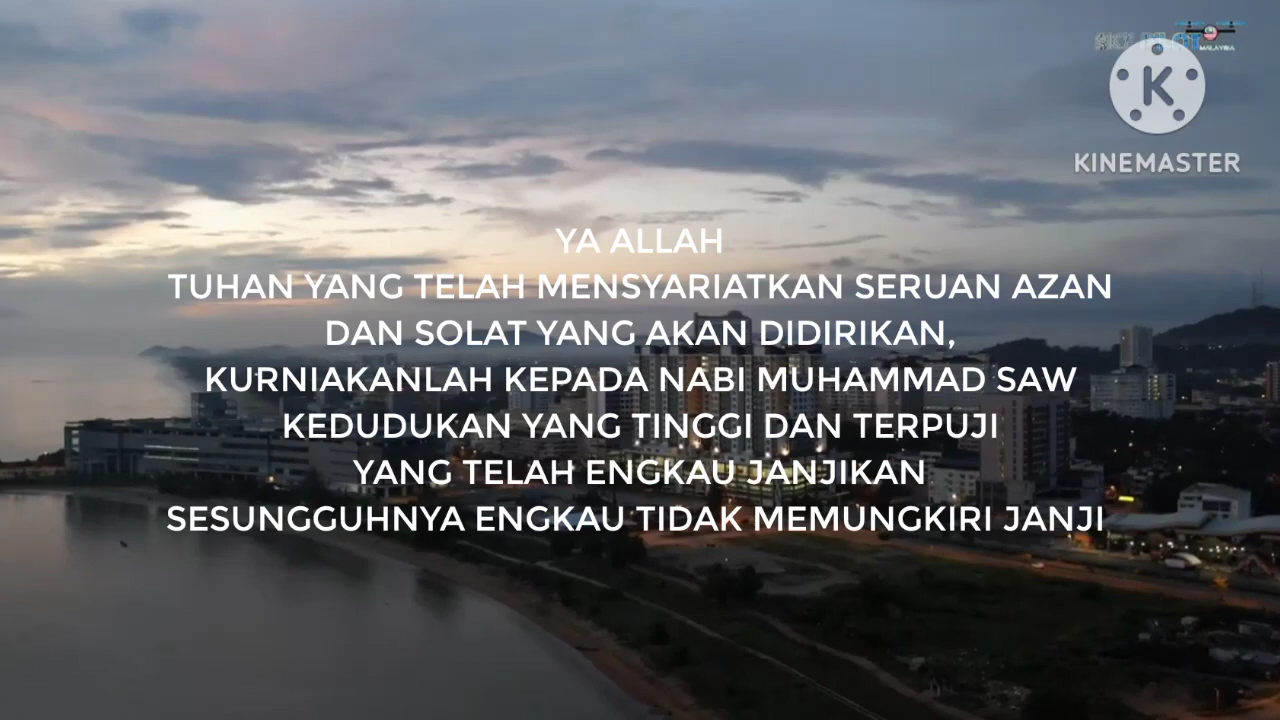 MALAYSIA
KINEMASTER
YA ALLAH
TUHAN YANG TELAH MENSYARIATKAN SERUAN AZAN
DAN SOLAT YANG AKAN DIDIRIKAN,
KURNIAKANLAH KEPADA NABI MUHAMMAD SAW
KEDUDUKAN YANG TINGGI DAN TERPUJI
YANG TELAH ENGKAU JANJIKAN
SESUNGGUHNYA ENGKAU TIDAK MEMUNGKIRI JANJI